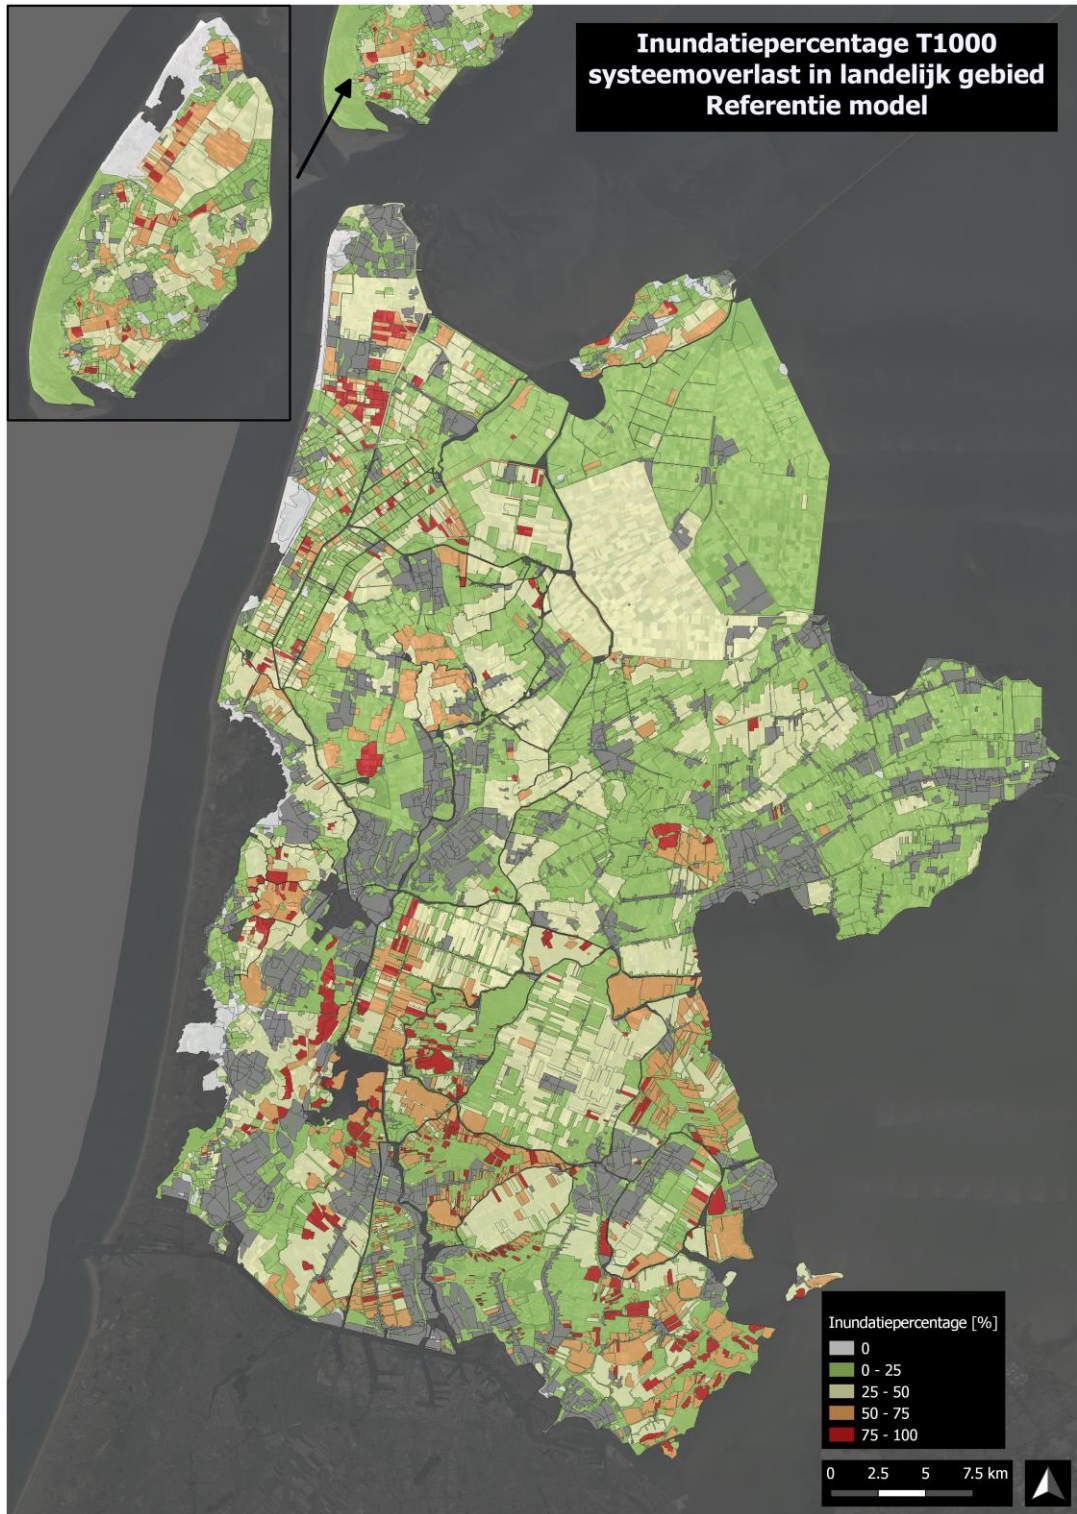 Inundatiepercentage T1000
systeemoverlast in landelijk gebied
Referentie model
Inundatiepercentage [%]
0
0 - 25
25 - 50
50 - 75
75 - 100
0 2.5 5 7.5 km